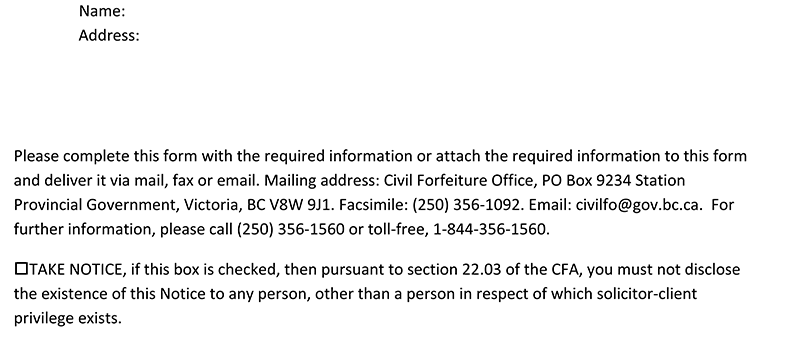 Name:
Address:
Please complete this form with the required information or attach the required information to this form
and deliver it via mail, fax or email. Mailing address: Civil Forfeiture Office, PO Box 9234 Station
Provincial Government, Victoria, BC V8W 9J1. Facsimile: (250) 356-1092. Email: civilfo@gov.bc.ca.  For
further information, please call (250) 356-1560 or toll-free, 1-844-356-1560.
☐TAKE NOTICE, if this box is checked, then pursuant to section 22.03 of the CFA, you must not disclose
the existence of this Notice to any person, other than a person in respect of which solicitor-client
privilege exists.